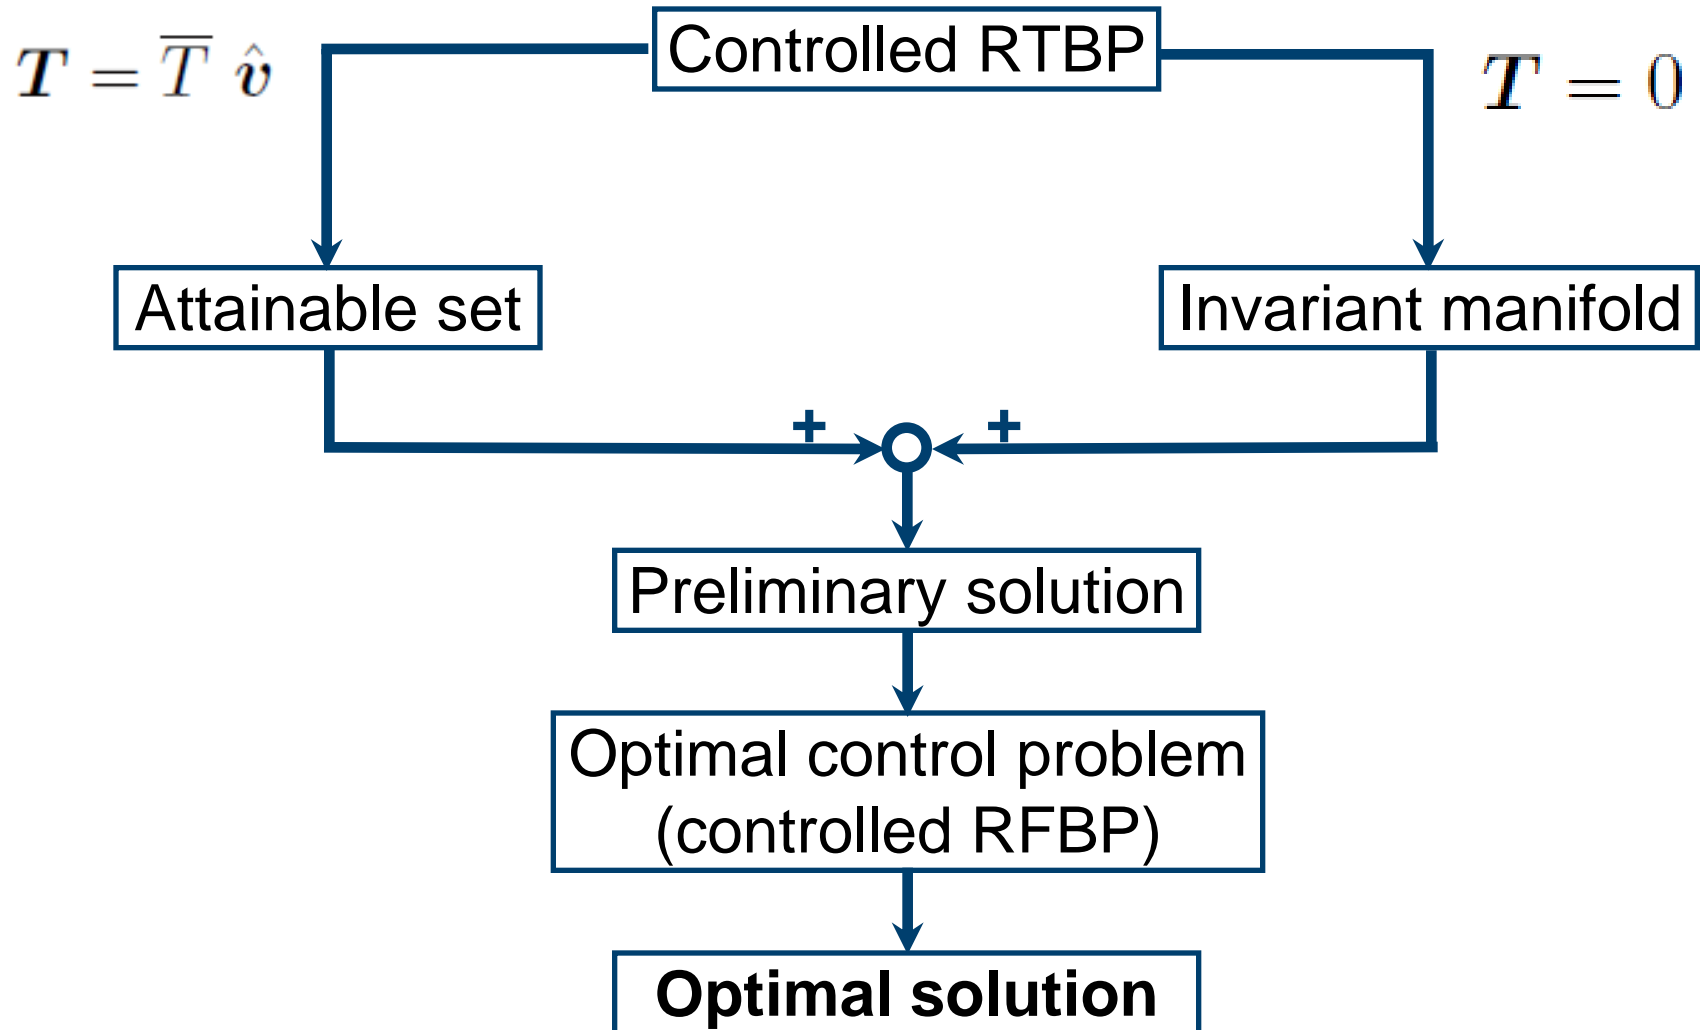 Controlled RTBP
T = T̅ v̂
T = 0
Attainable set
Invariant manifold
+ +
Preliminary solution
Optimal control problem
(controlled RFBP)
Optimal solution